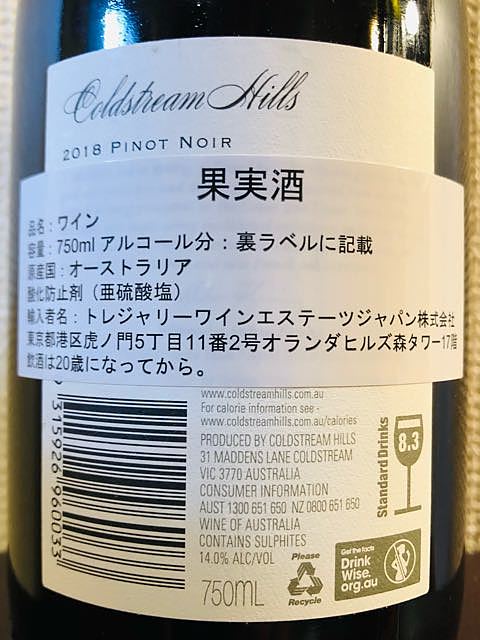 Coldstream Hills
2018 PINOT NOIR
果実酒
品名：ワイン
容量：750ml アルコール分：裏ラベルに記載
原産国：オーストラリア
酸化防止剤（亜硫酸塩）
輸入者名：トレジャリーワインエステーツジャパン株式会社
東京都港区虎ノ門5丁目11番2号オランダヒルズ森タワー17階
飲酒は20歳になってから。
www.coldstreamhills.com.au
For calorie information see -
www.coldstreamhills.com.au/calories
PRODUCED BY COLDSTREAM HILLS
31 MADDENS LANE COLDSTREAM
VIC 3770 AUSTRALIA
CONSUMER INFORMATION
AUST 1300 651 650 NZ 0800 651 650
WINE OF AUSTRALIA
CONTAINS SULPHITES
14.0% ALC/VOL
750ML
Please
Recycle
Get the facts
Drink
Wise.
org.au
Standard Drinks
8.3
9 315926 960033